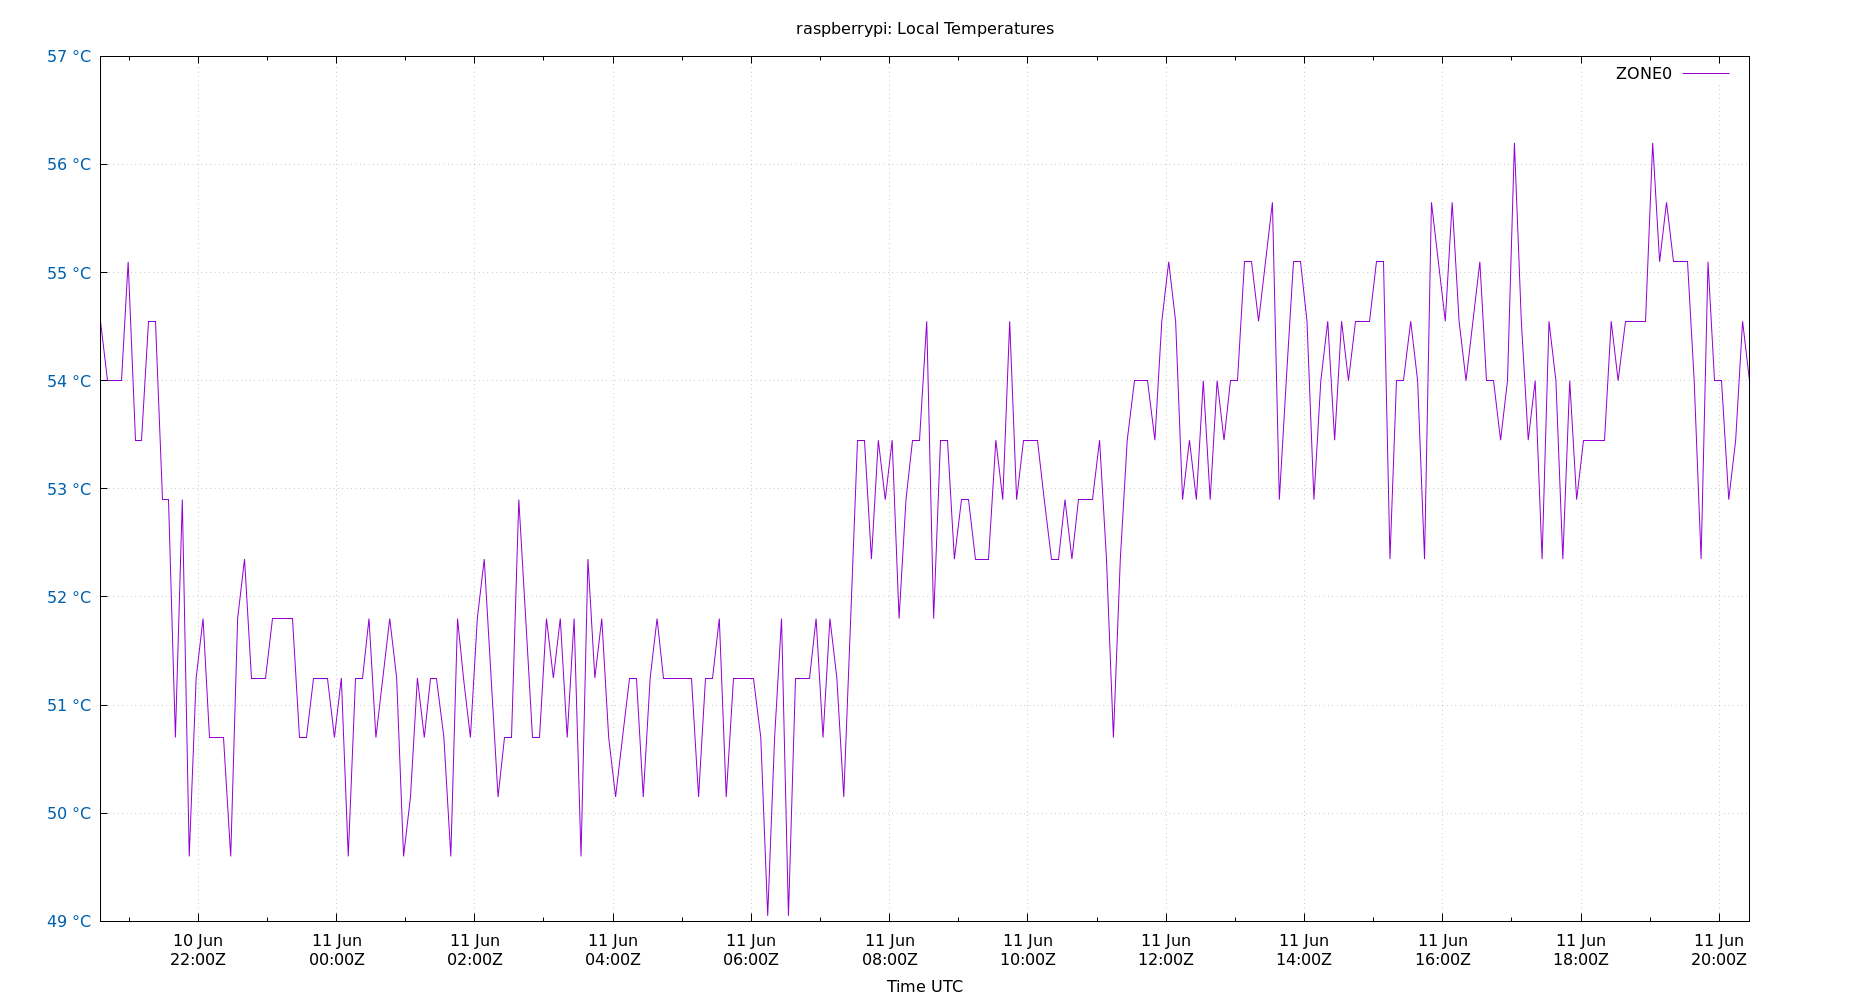 raspberrypi: Local Temperatures
57 °C
ZONE0
56 °C
55 °C
54 °C
53 °C
52 °C
51 °C
50 °C
49 °C
10 Jun 11 Jun 11 Jun 11 Jun 11 Jun 11 Jun 11 Jun 11 Jun 11 Jun 11 Jun 11 Jun 11 Jun
22:00Z 00:00Z 02:00Z 04:00Z 06:00Z 08:00Z 10:00Z 12:00Z 14:00Z 16:00Z 18:00Z 20:00Z
Time UTC